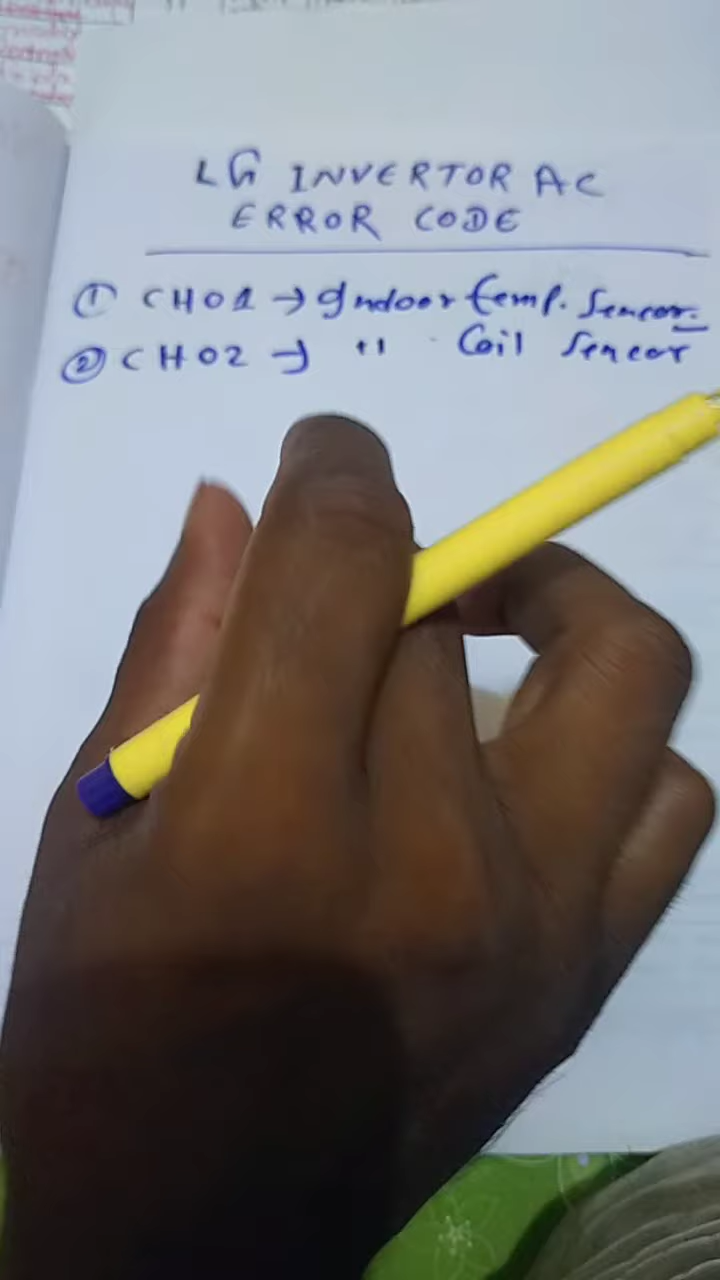 LG INVERTOR AC
ERROR CODE
① CH01 → Indoor temp. Sensor.
② CH02 → " Coil Sensor